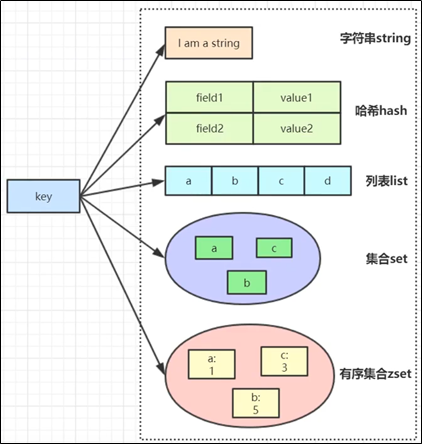 I am a string
字符串string
field1 value1
哈希hash
field2 value2
key
a b c d
列表list
a c
集合set
b
有序集合zset
a:
1
c:
3
b:
5